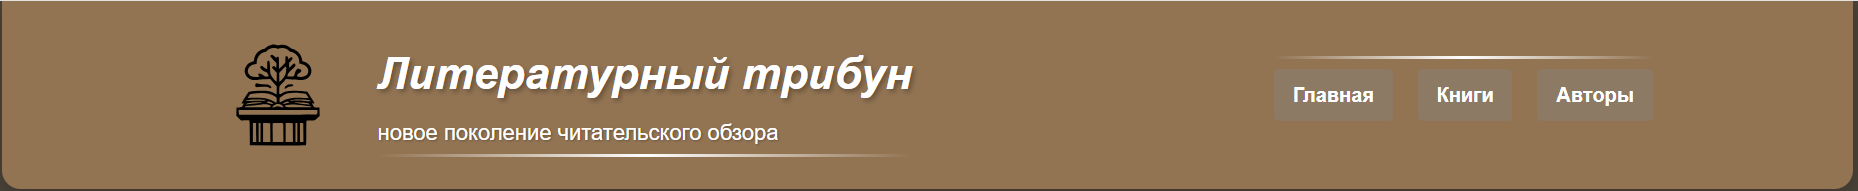 Литературный трибун
новое поколение читательского обзора
Главная Книги Авторы